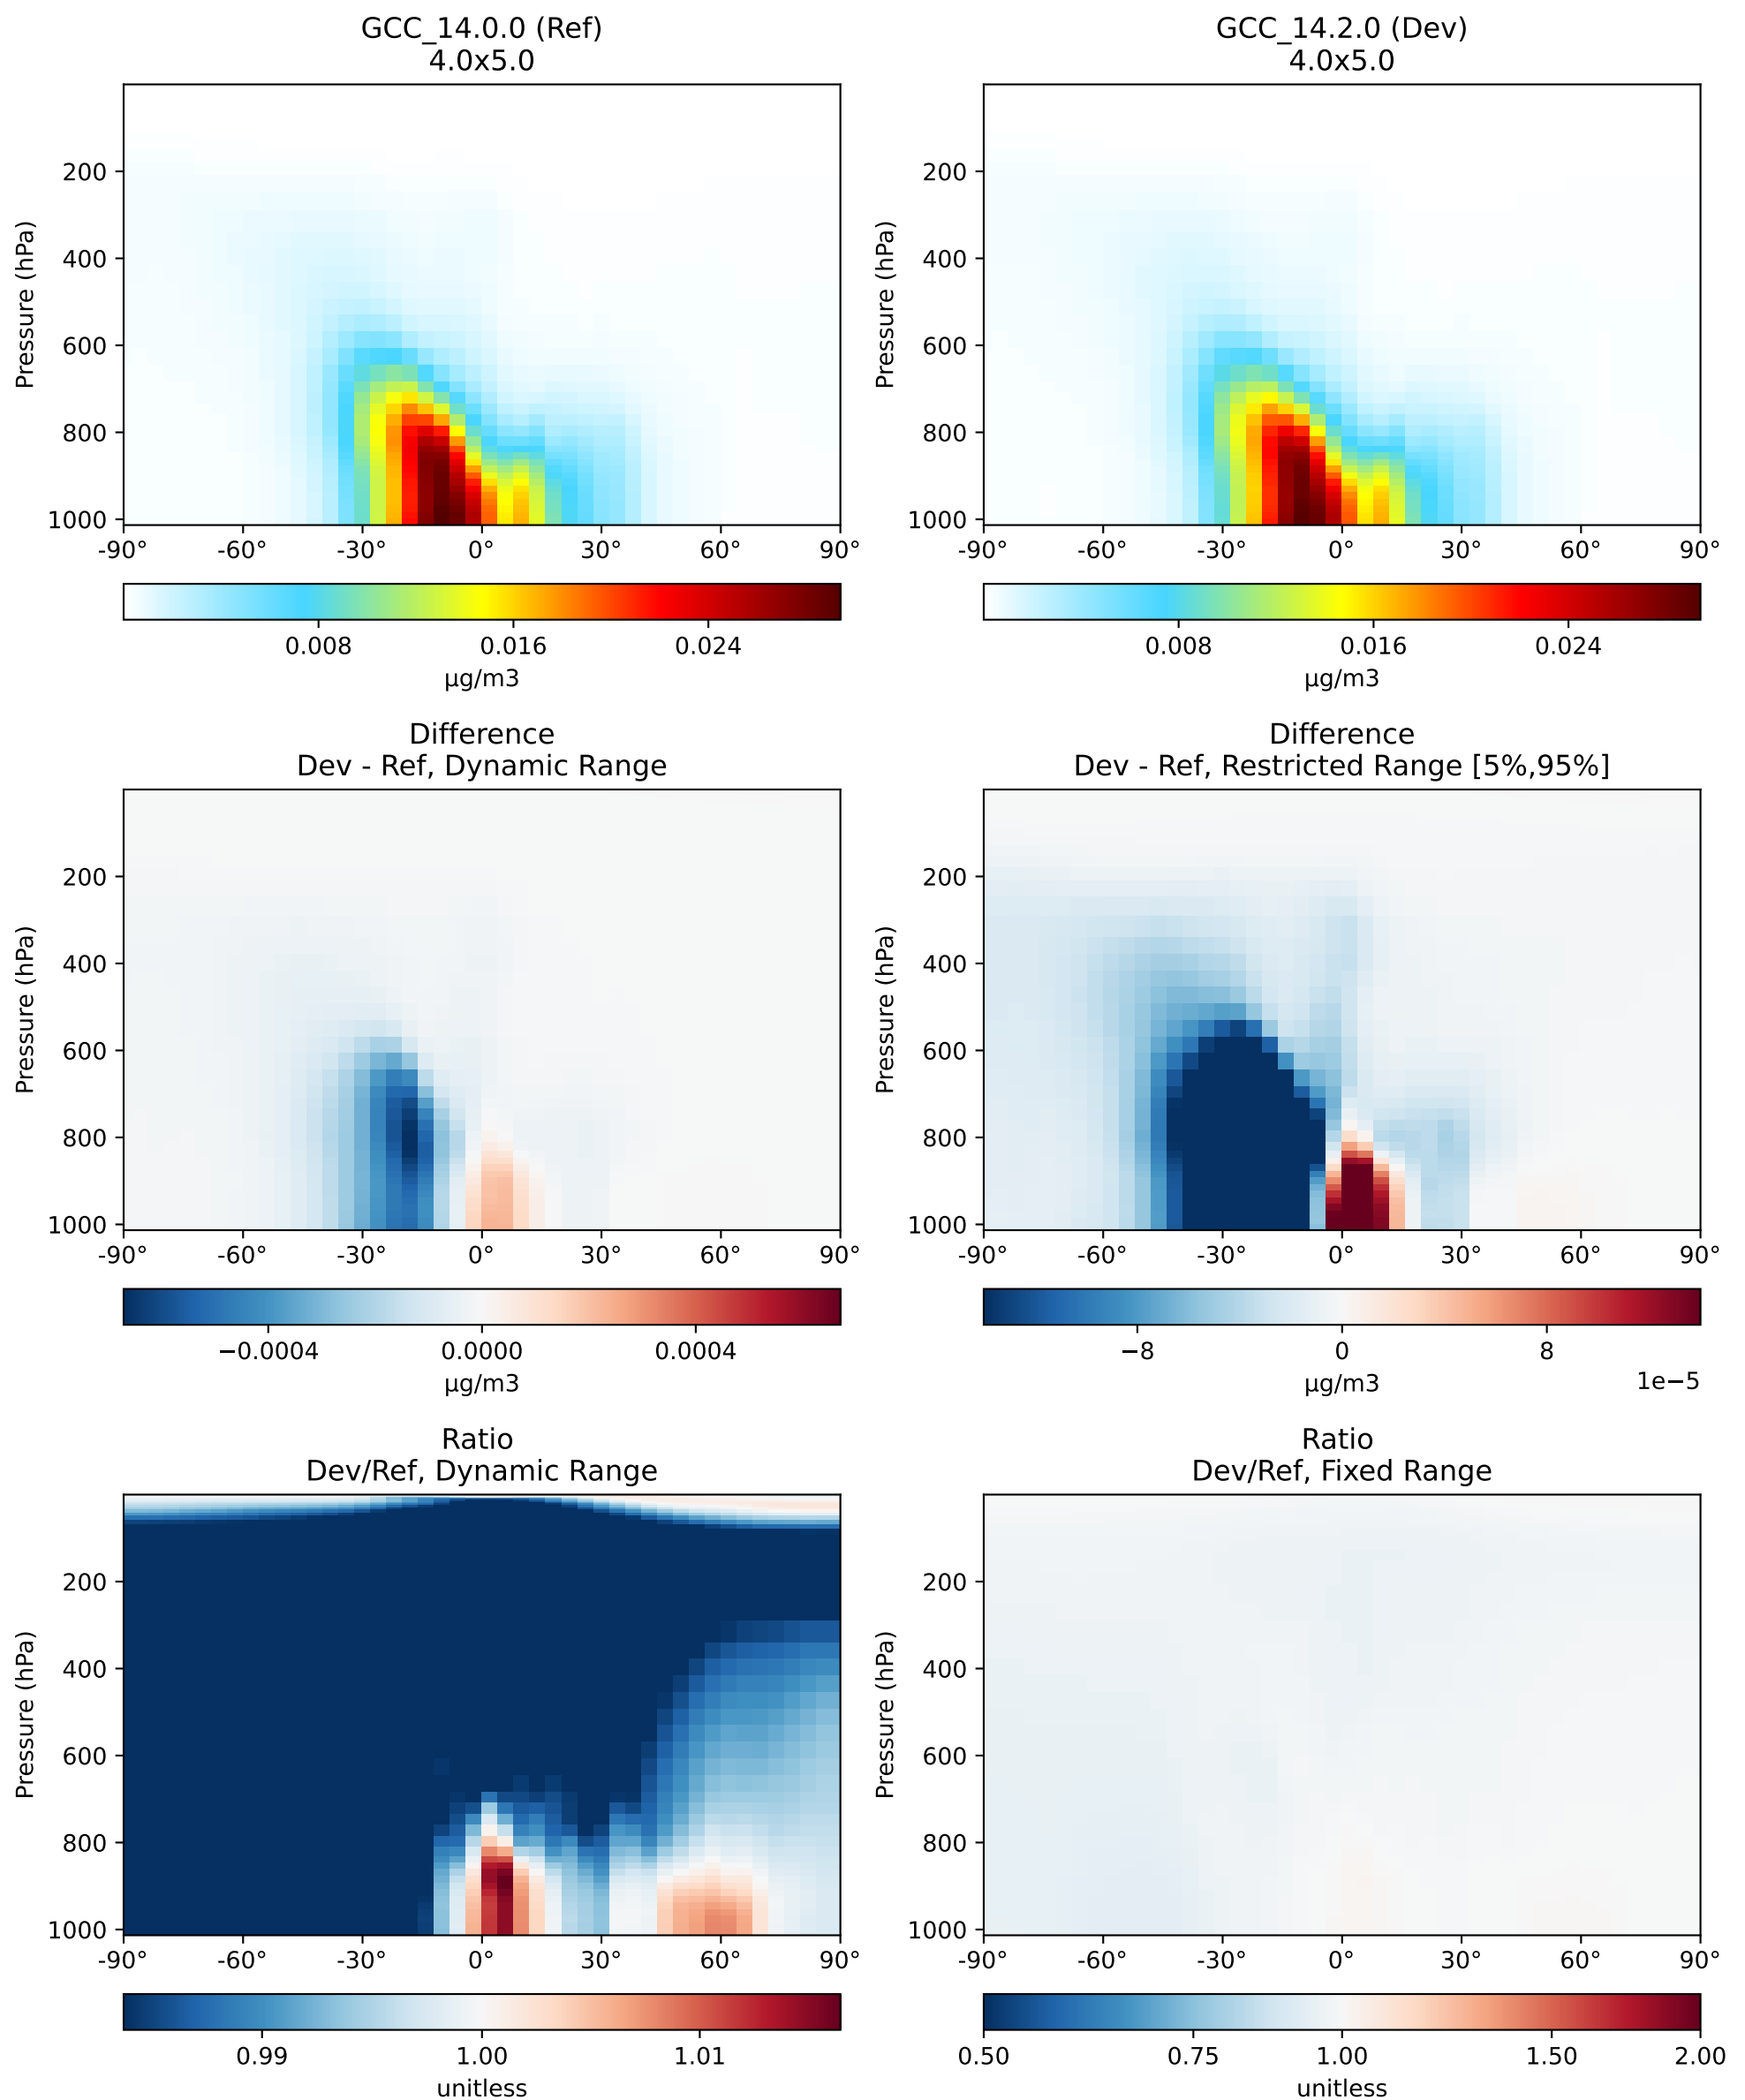 GCC_14.0.0 (Ref)
4.0x5.0
Pressure (hPa)
200
400
600
800
1000
-90° -60° -30° 0° 30° 60° 90°
0.008 0.016 0.024
µg/m3
GCC_14.2.0 (Dev)
4.0x5.0
Pressure (hPa)
200
400
600
800
1000
-90° -60° -30° 0° 30° 60° 90°
0.008 0.016 0.024
µg/m3
Difference
Dev - Ref, Dynamic Range
Pressure (hPa)
200
400
600
800
1000
-90° -60° -30° 0° 30° 60° 90°
−0.0004 0.0000 0.0004
µg/m3
Difference
Dev - Ref, Restricted Range [5%,95%]
Pressure (hPa)
200
400
600
800
1000
-90° -60° -30° 0° 30° 60° 90°
−8 0 8
1e−5
µg/m3
Ratio
Dev/Ref, Dynamic Range
Pressure (hPa)
200
400
600
800
1000
-90° -60° -30° 0° 30° 60° 90°
0.99 1.00 1.01
unitless
Ratio
Dev/Ref, Fixed Range
Pressure (hPa)
200
400
600
800
1000
-90° -60° -30° 0° 30° 60° 90°
0.50 0.75 1.00 1.50 2.00
unitless